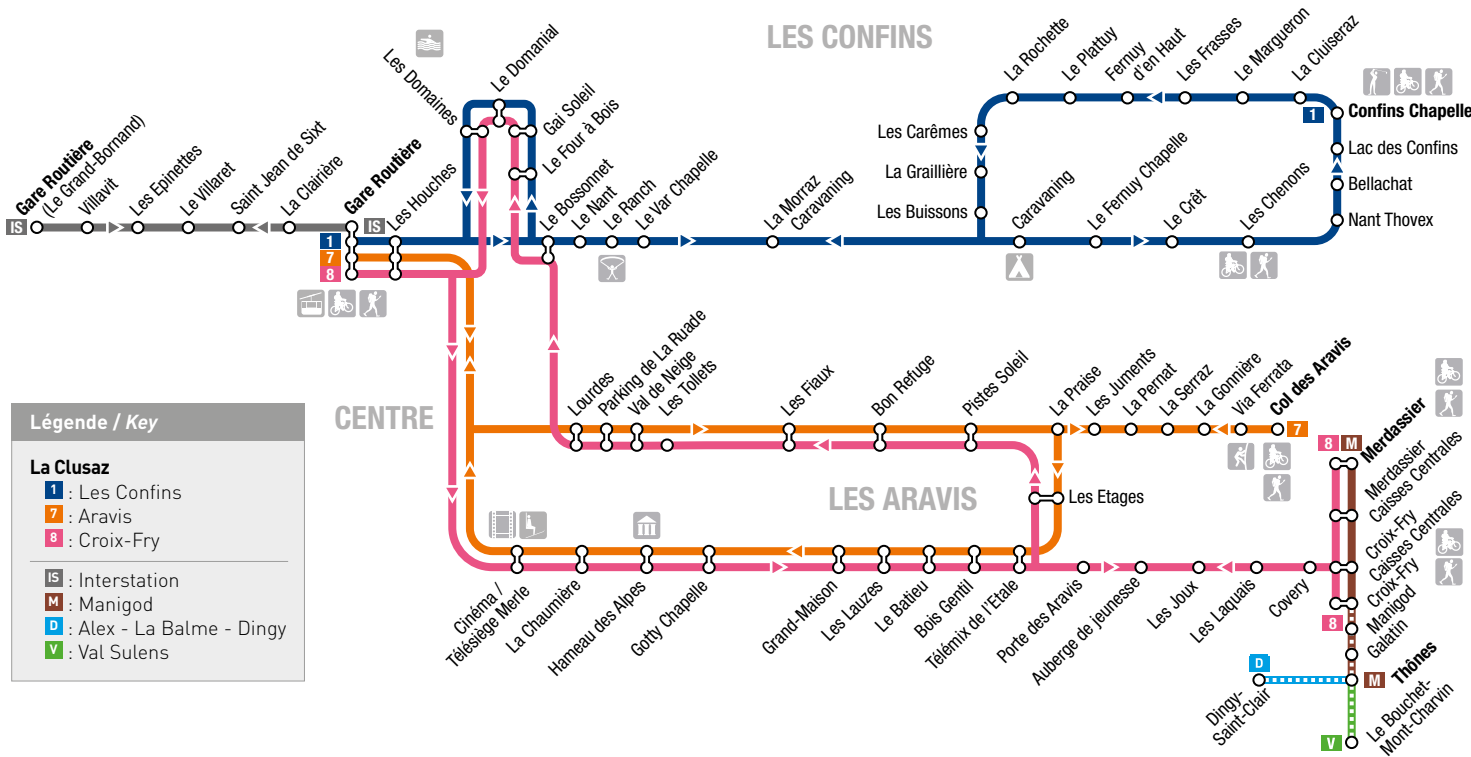 LES CONFINS
Les Domaines
Le Domanial
Gai Soleil
Le Four à Bois
La Rochette
Le Plattuy
Fernuy
d'en Haut
Les Frasses
Le Margueron
La Cluiseraz
1
Confins Chapelle
Lac des Confins
Bellachat
Nant Thovex
Les Carêmes
La Graillière
Les Buissons
IS
Gare Routière
(Le Grand-Bornand)
Villavit
Les Epinettes
Le Villaret
Saint Jean de Sixt
La Clairière
Gare Routière
IS
1
7
8
Les Houches
Le Bossonnet
Le Nant
Le Ranch
Le Var Chapelle
La Morraz
Caravaning
Caravaning
Le Fernuy Chapelle
Le Crêt
Les Chenons
CENTRE
Lourdes
Parking de La Ruade
Val de Neige
Les Tollets
Les Fiaux
Bon Refuge
Pistes Soleil
La Praise
Les Juments
La Pernat
La Serraz
La Gonnière
Via Ferrata
Col des Aravis
7
LES ARAVIS
Les Etages
Cinéma /
Télésiège Merle
La Chaumière
Hameau des Alpes
Gotty Chapelle
Grand-Maison
Les Lauzes
Le Batieu
Bois Gentil
Télémix de l'Etale
Porte des Aravis
Auberge de jeunesse
Les Joux
Les Laquais
Covery
8
M
Merdassier
Merdassier
Caisses Centrales
Croix-Fry
Caisses Centrales
Croix-Fry
8
Manigod
Galatin
Thônes
M
D
Dingy-
Saint-Clair
V
Le Bouchet-
Mont-Charvin
Légende / Key
La Clusaz
1 : Les Confins
7 : Aravis
8 : Croix-Fry
IS : Interstation
M : Manigod
D : Alex - La Balme - Dingy
V : Val Sulens